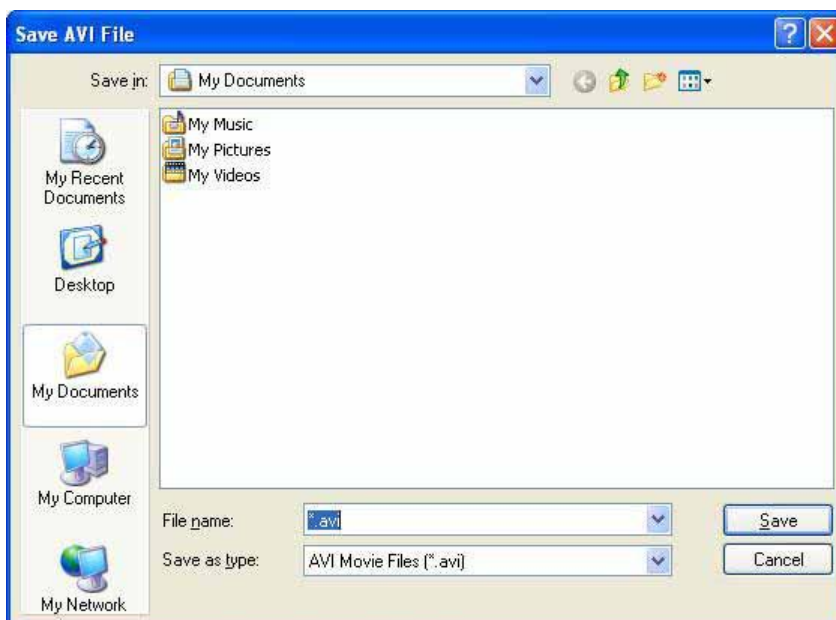 Save AVI File
Save in:
My Documents
My Recent
Documents
Desktop
My Documents
My Computer
My Network
My Music
My Pictures
My Videos
File name:
*.avi
Save
Save as type:
AVI Movie Files (*.avi)
Cancel